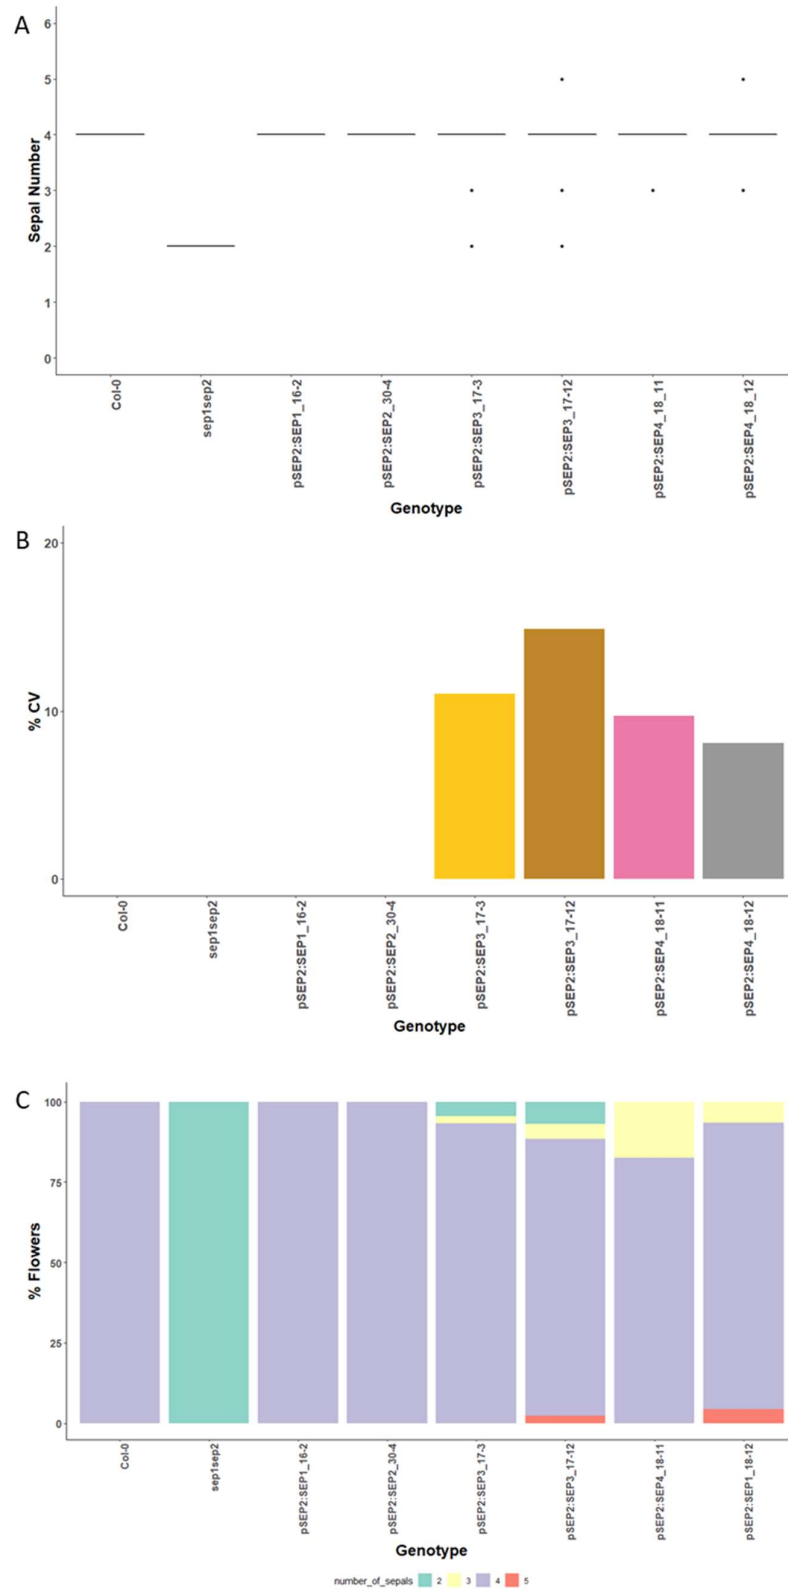 A
6
5
4
3
2
1
0
Sepal Number
Col-0
sep1sep2
pSEP2:SEP1_16-2
pSEP2:SEP2_30-4
pSEP2:SEP3_17-3
pSEP2:SEP3_17-12
pSEP2:SEP4_18_11
pSEP2:SEP4_18_12
Genotype
B
20
10
0
% CV
Col-0
sep1sep2
pSEP2:SEP1_16-2
pSEP2:SEP2_30-4
pSEP2:SEP3_17-3
pSEP2:SEP3_17-12
pSEP2:SEP4_18-11
pSEP2:SEP4_18-12
Genotype
C
100
75
50
25
0
% Flowers
Col-0
sep1sep2
pSEP2:SEP1_16-2
pSEP2:SEP2_30-4
pSEP2:SEP3_17-3
pSEP2:SEP3_17-12
pSEP2:SEP4_18-11
pSEP2:SEP1_18-12
Genotype
number_of_sepals 2 3 4 5